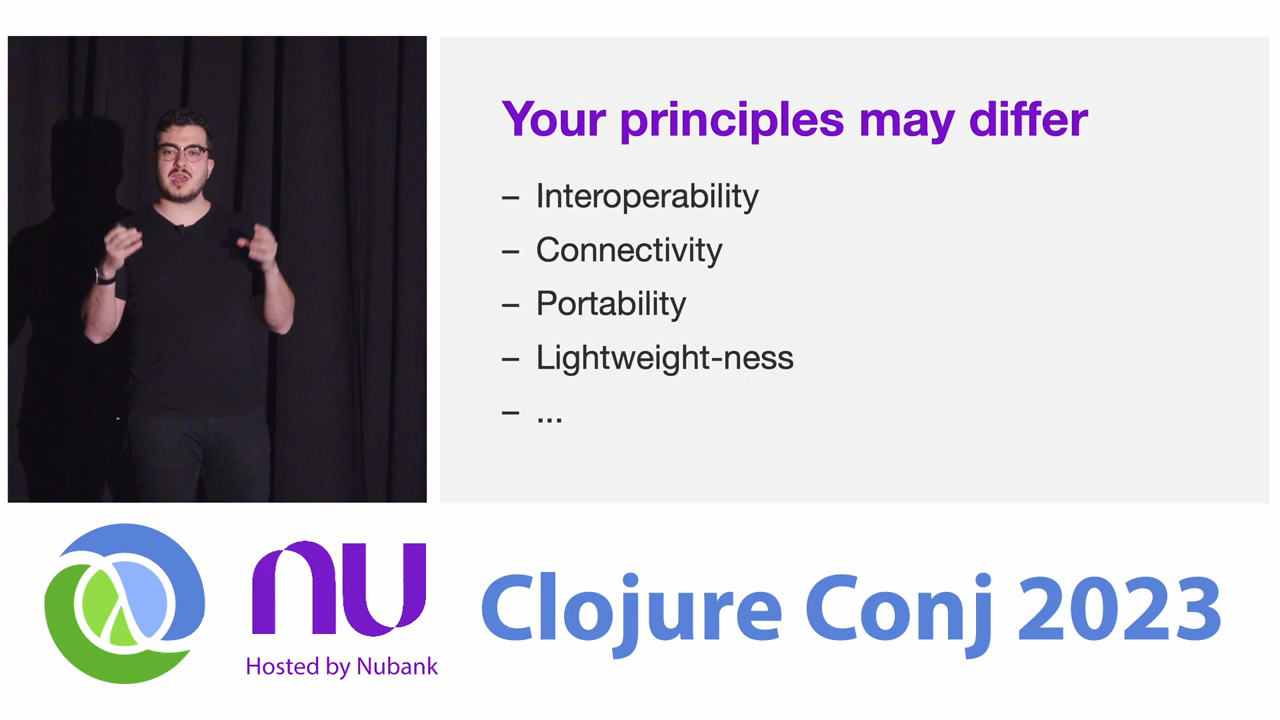 Your principles may differ
– Interoperability
– Connectivity
– Portability
– Lightweight-ness
– ...
nu
Hosted by Nubank
Clojure Conj 2023